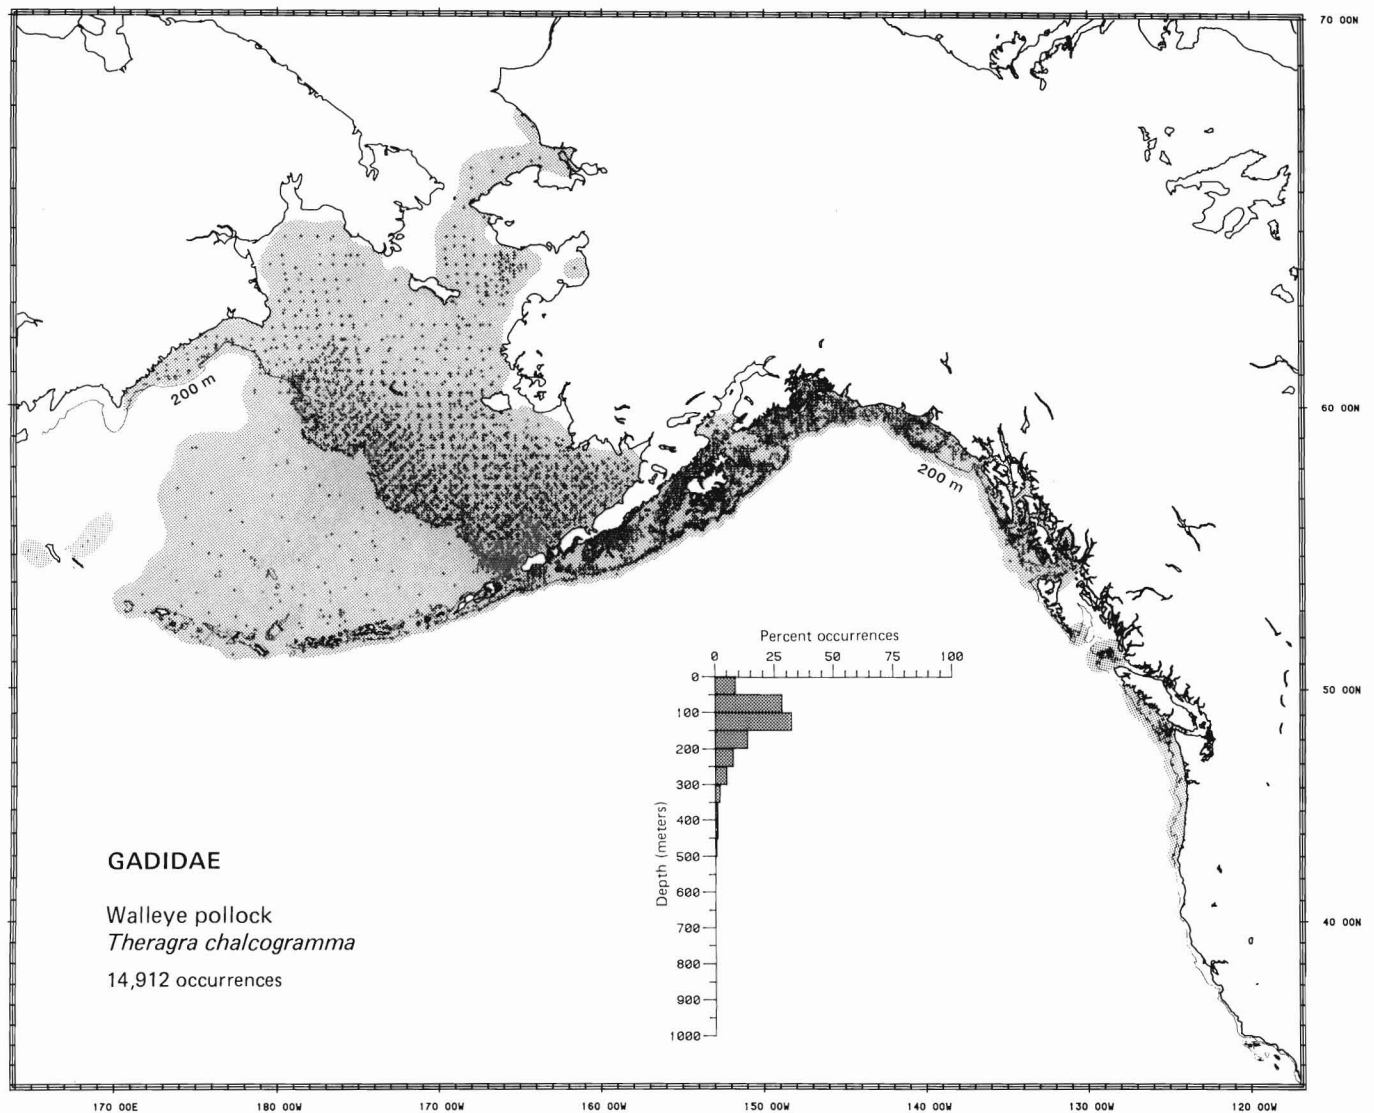 70 00N
200 m
60 00N
200 m
Percent occurrences
0 25 50 75 100
0
50 00N
100
200
300
400
Depth (meters)
500
GADIDAE
600
Walleye pollock
40 00N
700
Theragra chalcogramma
800
14,912 occurrences
900
1000
170 00E 180 00W 170 00W 160 00W 150 00W 140 00W 130 00W 120 00W